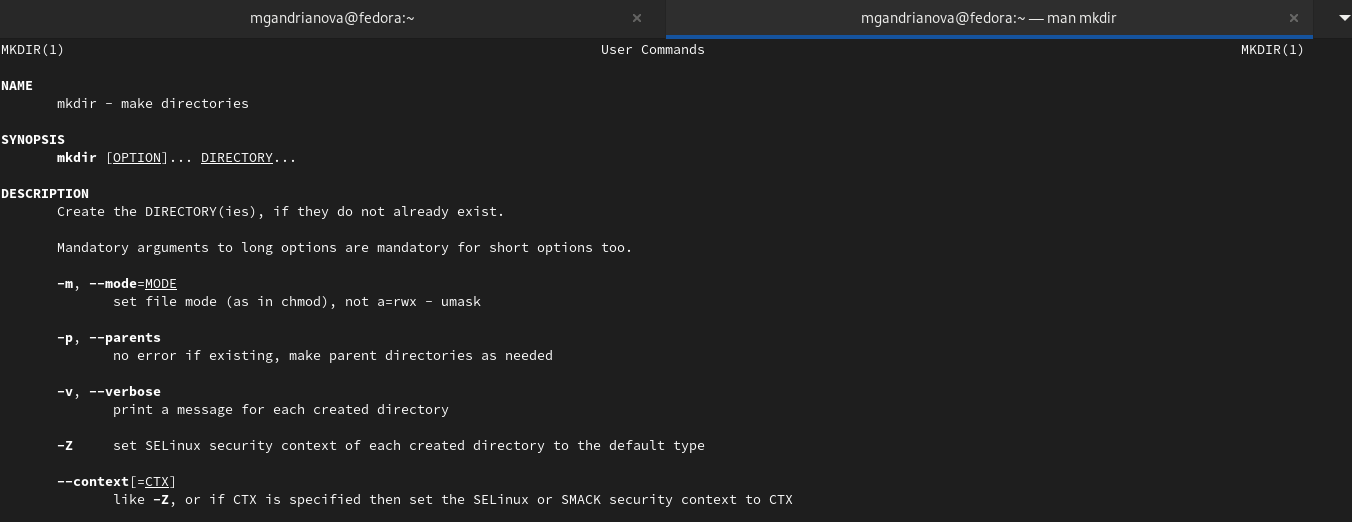 mgandrianova@fedora:~ × mgandrianova@fedora:~ — man mkdir ×
MKDIR(1) User Commands MKDIR(1)
NAME
mkdir - make directories
SYNOPSIS
mkdir [OPTION]... DIRECTORY...
DESCRIPTION
Create the DIRECTORY(ies), if they do not already exist.
Mandatory arguments to long options are mandatory for short options too.
-m, --mode=MODE
set file mode (as in chmod), not a=rwx - umask
-p, --parents
no error if existing, make parent directories as needed
-v, --verbose
print a message for each created directory
-Z set SELinux security context of each created directory to the default type
--context[=CTX]
like -Z, or if CTX is specified then set the SELinux or SMACK security context to CTX